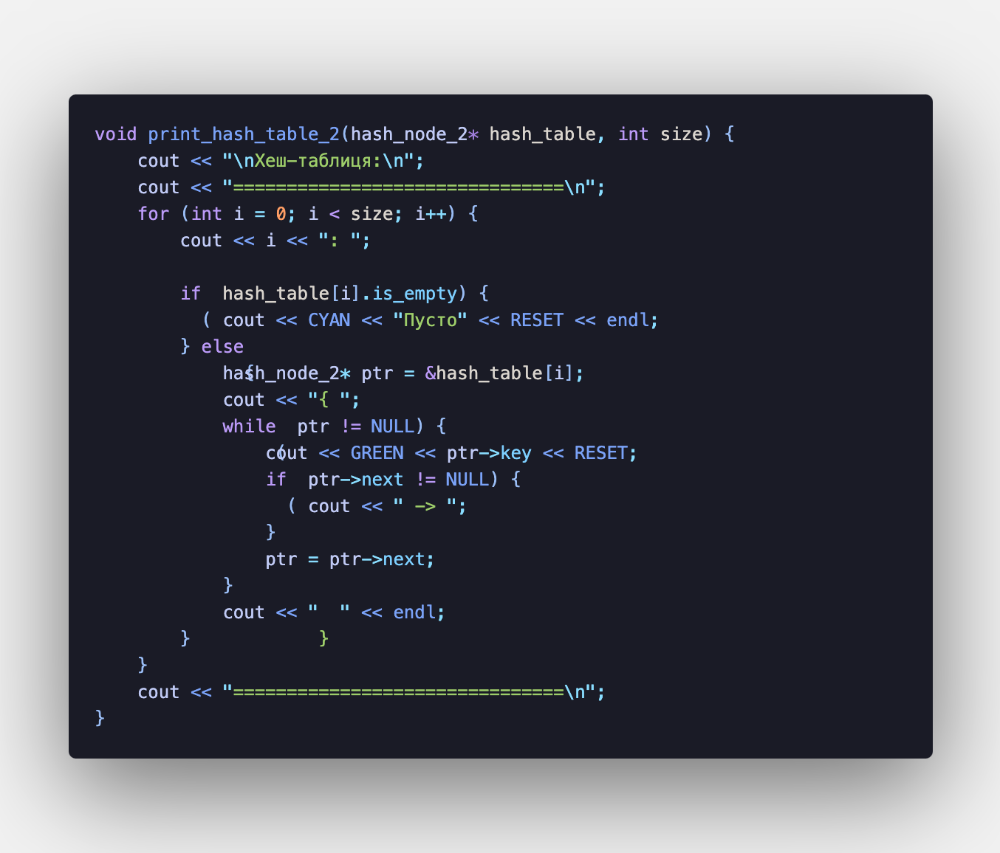 void print_hash_table_2(hash_node_2* hash_table, int size) {
    cout << "\nХеш-таблиця:\n";
    cout << "===============================\n";
    for (int i = 0; i < size; i++) {
        cout << i << ": ";
        if  hash_table[i].is_empty) {
          ( cout << CYAN << "Пусто" << RESET << endl;
        } else
            { hash_node_2* ptr = &hash_table[i];
            cout << "{ ";
            while  ptr != NULL) {
                ( cout << GREEN << ptr->key << RESET;
                if  ptr->next != NULL) {
                  ( cout << " -> ";
                }
                ptr = ptr->next;
            }
            cout << "  " << endl;
        }            }
    }
    cout << "===============================\n";
}